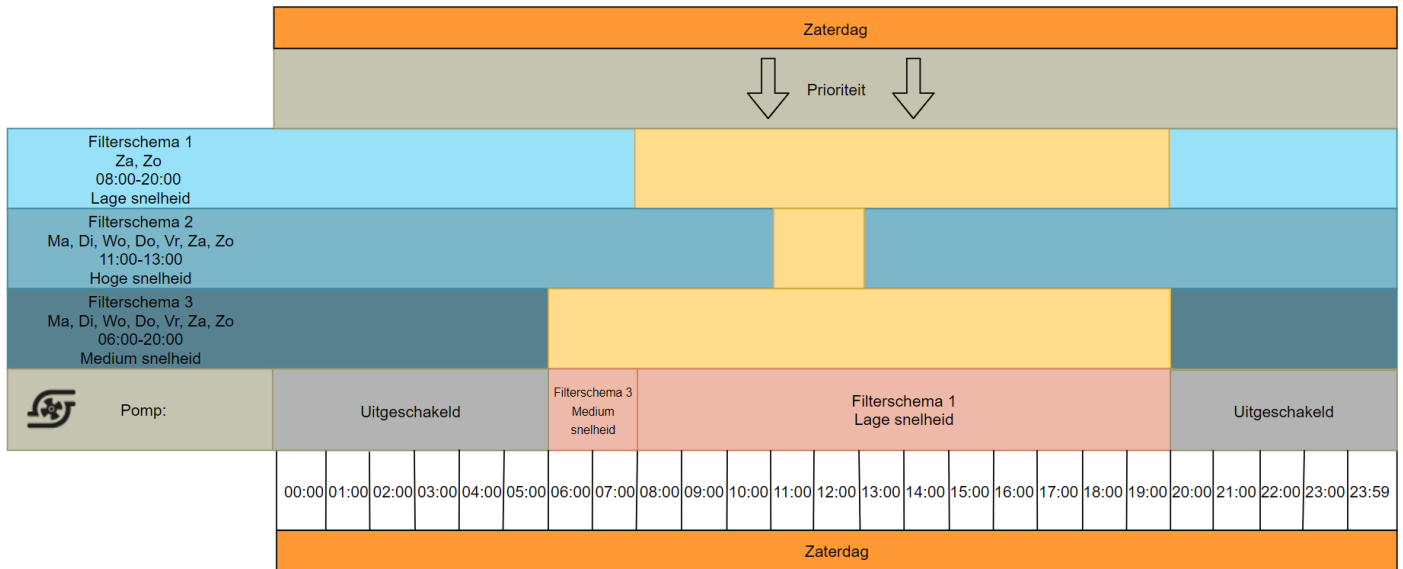 Zaterdag
Prioriteit
Filterschema 1
Za, Zo
08:00-20:00
Lage snelheid
Filterschema 2
Ma, Di, Wo, Do, Vr, Za, Zo
11:00-13:00
Hoge snelheid
Filterschema 3
Ma, Di, Wo, Do, Vr, Za, Zo
06:00-20:00
Medium snelheid
Pomp:
Uitgeschakeld
Filterschema 3
Medium
snelheid
Filterschema 1
Lage snelheid
Uitgeschakeld
00:00 01:00 02:00 03:00 04:00 05:00 06:00 07:00 08:00 09:00 10:00 11:00 12:00 13:00 14:00 15:00 16:00 17:00 18:00 19:00 20:00 21:00 22:00 23:00 23:59
Zaterdag